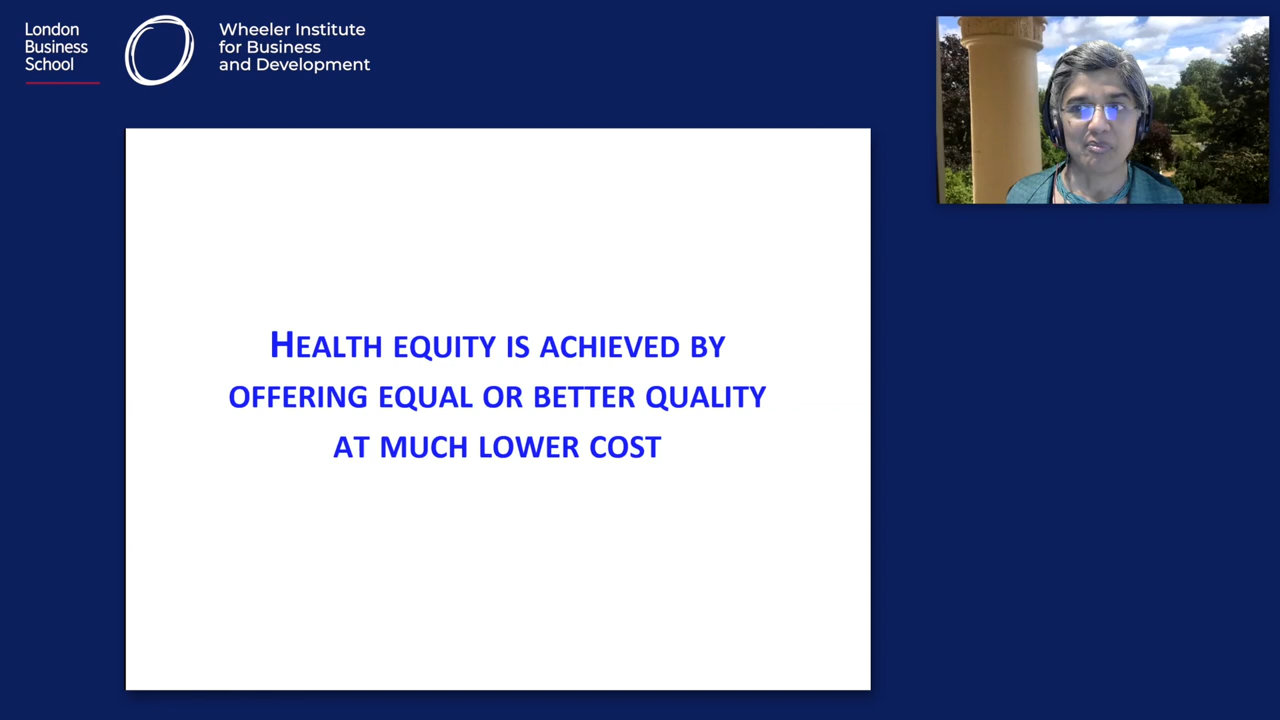 London
Business
School
Wheeler Institute
for Business
and Development
HEALTH EQUITY IS ACHIEVED BY
OFFERING EQUAL OR BETTER QUALITY
AT MUCH LOWER COST